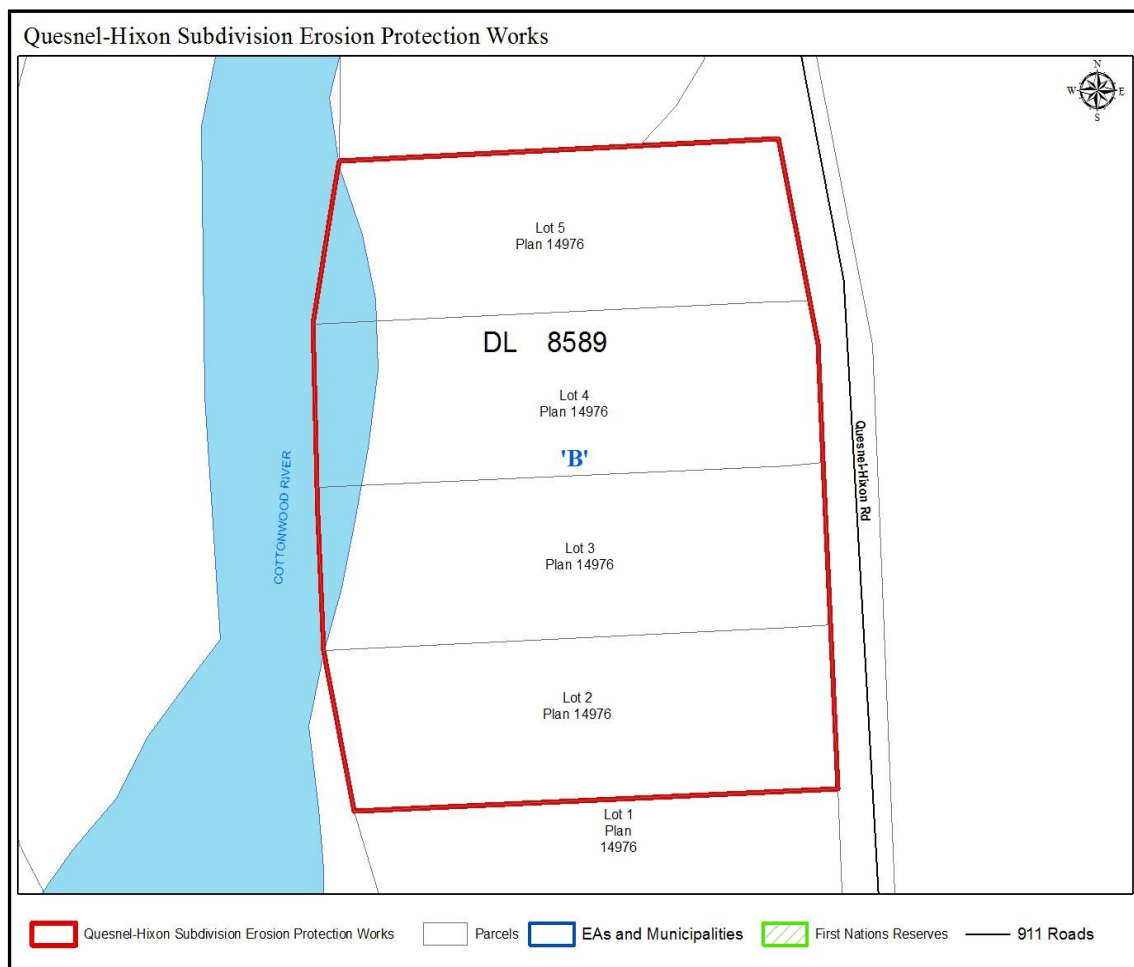 Quesnel-Hixon Subdivision Erosion Protection Works
N
W E
S
Lot 5
Plan 14976
DL 8589
Lot 4
Plan 14976
'B'
COTTONWOOD RIVER
Quesnel-Hixon Rd
Lot 3
Plan 14976
Lot 2
Plan 14976
Lot 1
Plan
14976
Quesnel-Hixon Subdivision Erosion Protection Works
Parcels
EAs and Municipalities
First Nations Reserves
911 Roads